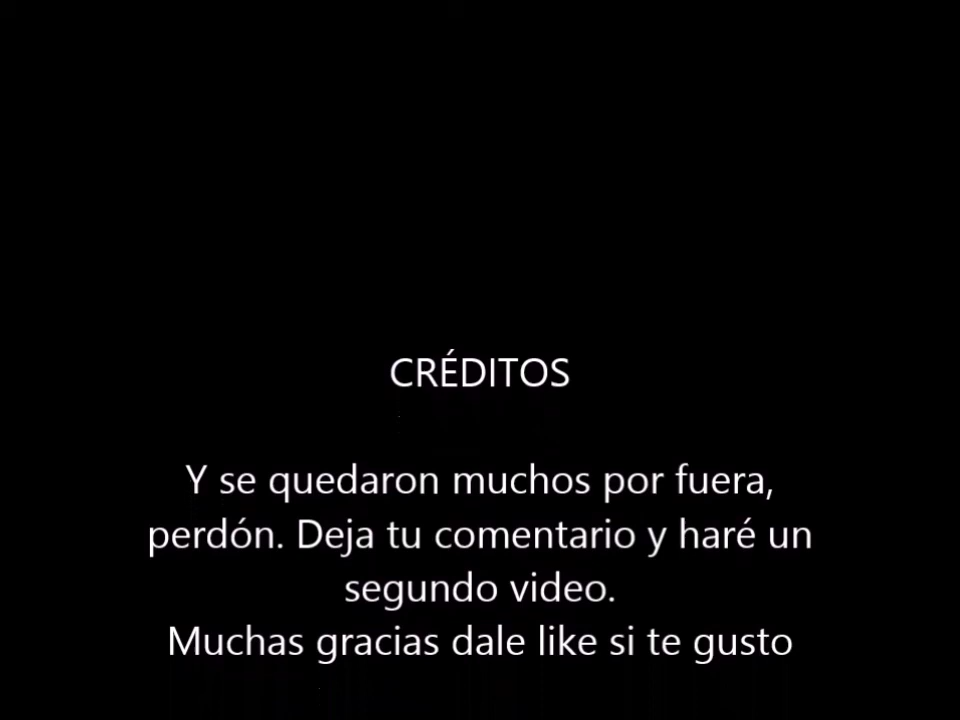 CRÉDITOS
Y se quedaron muchos por fuera,
perdón. Deja tu comentario y haré un
segundo video.
Muchas gracias dale like si te gusto